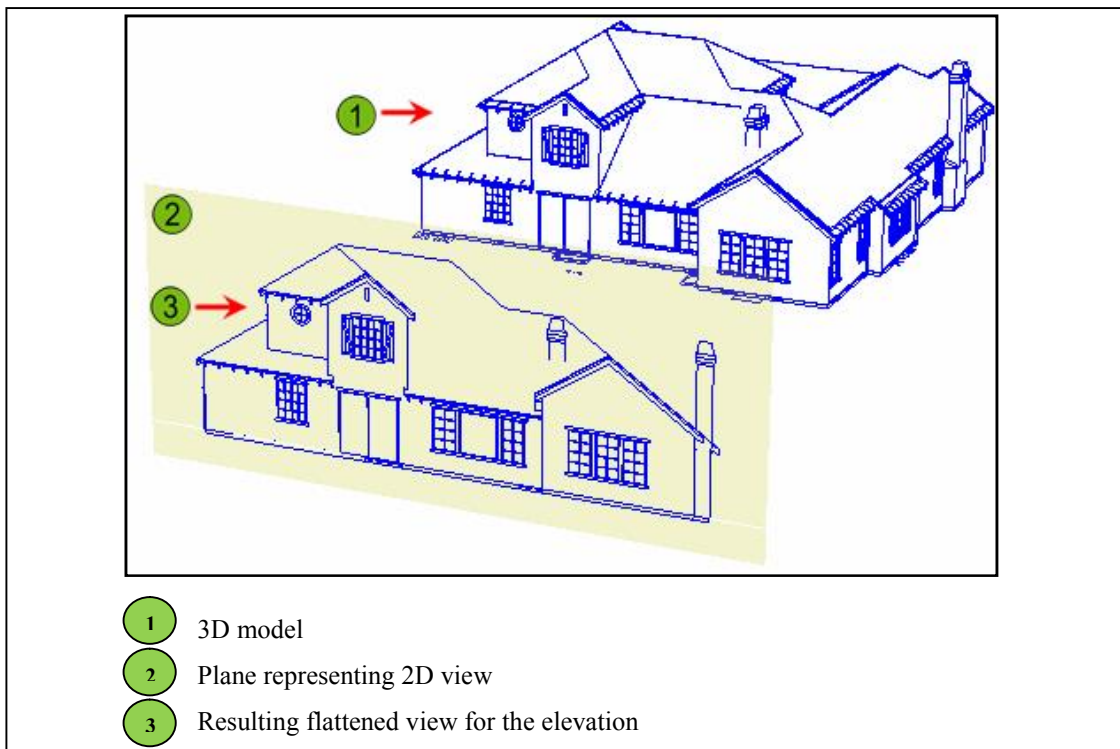 1
2
3
1 3D model
2 Plane representing 2D view
3 Resulting flattened view for the elevation